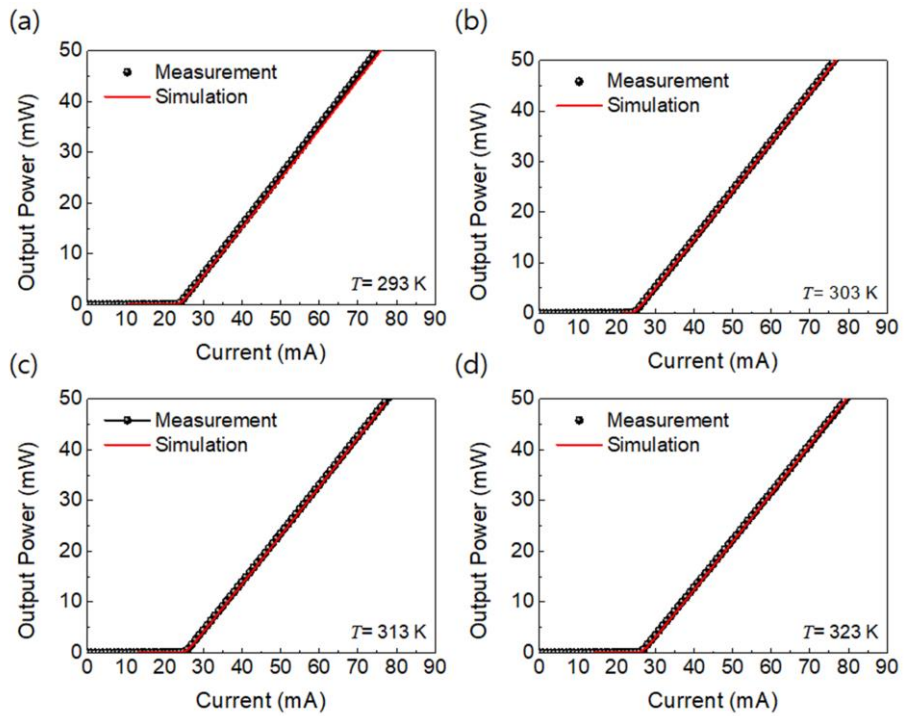 (a)
50
40
30
20
10
0
Output Power (mW)
Measurement
Simulation
T= 293 K
0 10 20 30 40 50 60 70 80 90
Current (mA)
(b)
50
40
30
20
10
0
Output Power (mW)
Measurement
Simulation
T= 303 K
0 10 20 30 40 50 60 70 80 90
Current (mA)
(c)
50
40
30
20
10
0
Output Power (mW)
Measurement
Simulation
T= 313 K
0 10 20 30 40 50 60 70 80 90
Current (mA)
(d)
50
40
30
20
10
0
Output Power (mW)
Measurement
Simulation
T= 323 K
0 10 20 30 40 50 60 70 80 90
Current (mA)